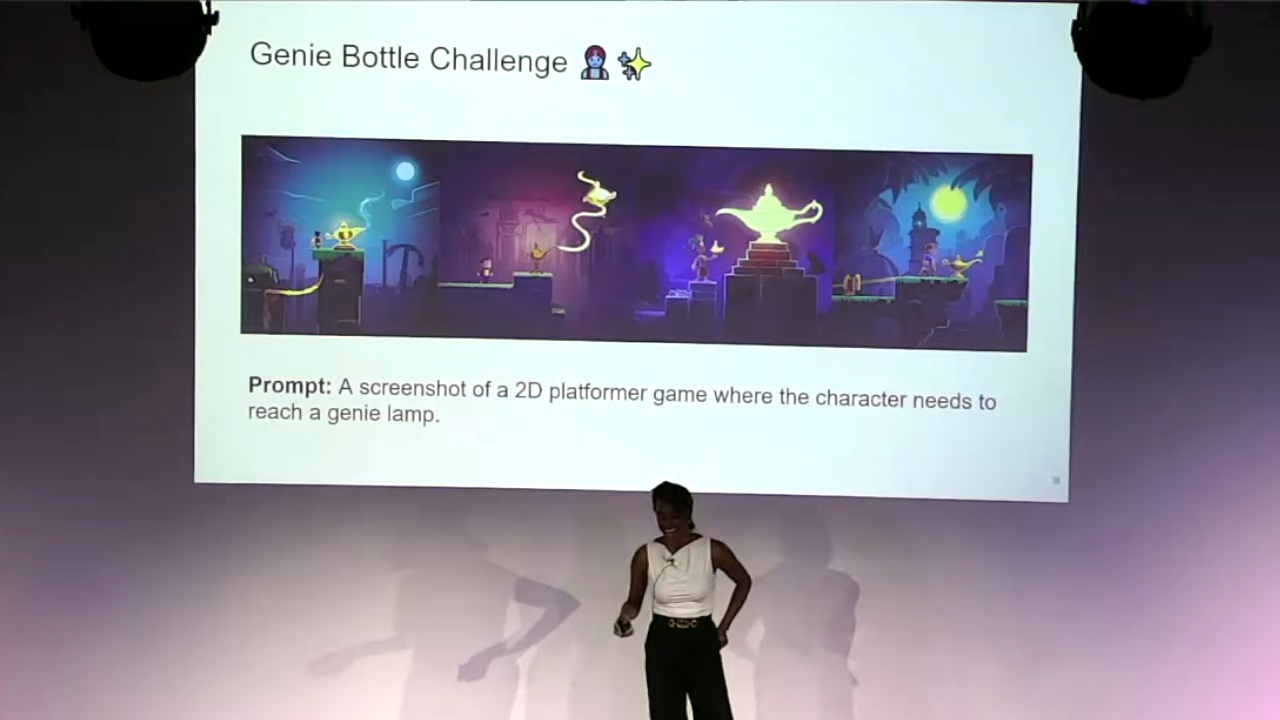 Genie Bottle Challenge 🧞✨
Prompt: A screenshot of a 2D platformer game where the character needs to
reach a genie lamp.